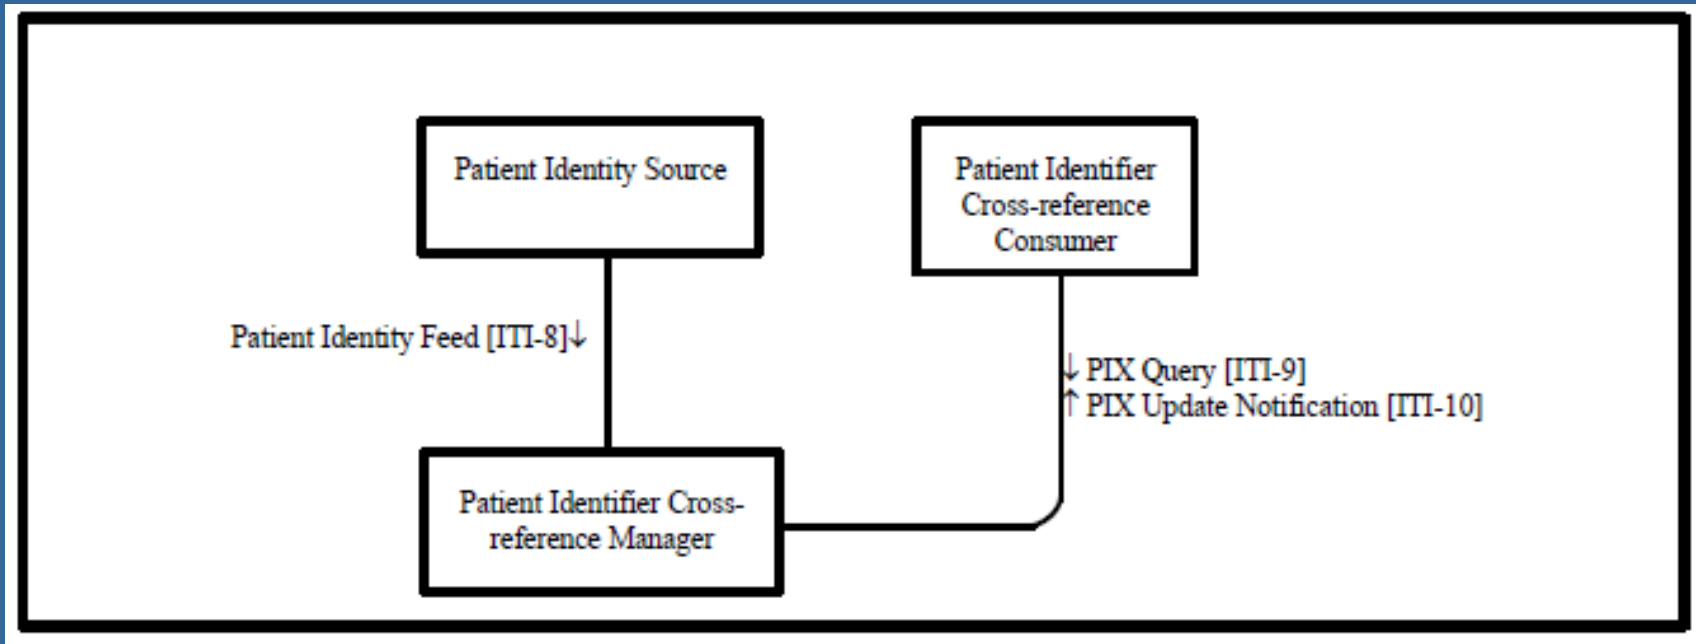 Patient Identity Source
Patient Identifier
Cross-reference
Consumer
Patient Identity Feed [ITI-8]↓
↓ PIX Query [ITI-9]
↑ PIX Update Notification [ITI-10]
Patient Identifier Cross-
reference Manager